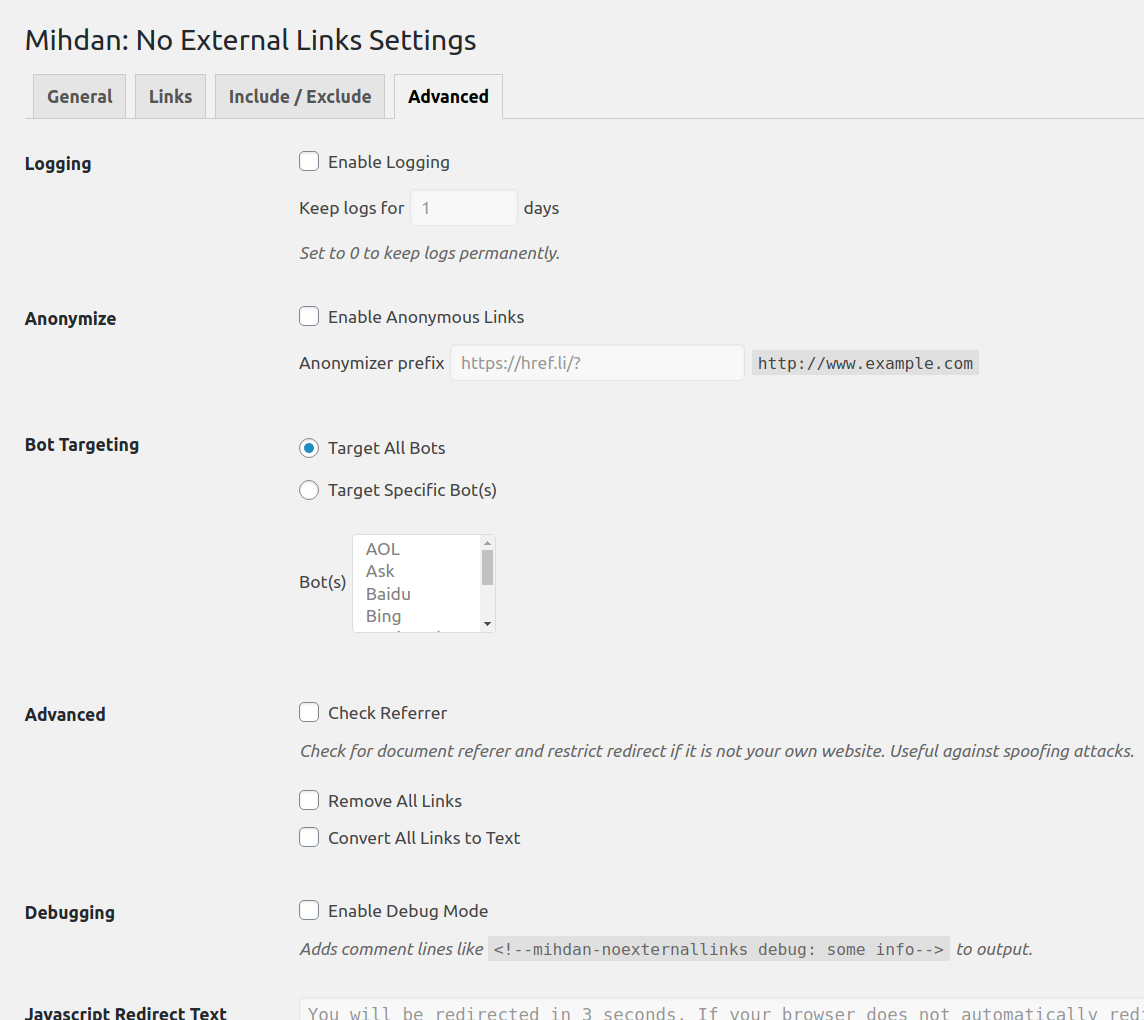 Mihdan: No External Links Settings
General Links Include / Exclude Advanced
Logging
Enable Logging
Keep logs for 1 days
Set to 0 to keep logs permanently.
Anonymize
Enable Anonymous Links
Anonymizer prefix https://href.li/? http://www.example.com
Bot Targeting
Target All Bots
Target Specific Bot(s)
Bot(s)
AOL
Ask
Baidu
Bing
Advanced
Check Referrer
Check for document referer and restrict redirect if it is not your own website. Useful against spoofing attacks.
Remove All Links
Convert All Links to Text
Debugging
Enable Debug Mode
Adds comment lines like <!--mihdan-noexternallinks debug: some info--> to output.
Javascript Redirect Text
You will be redirected in 3 seconds. If your browser does not automatically